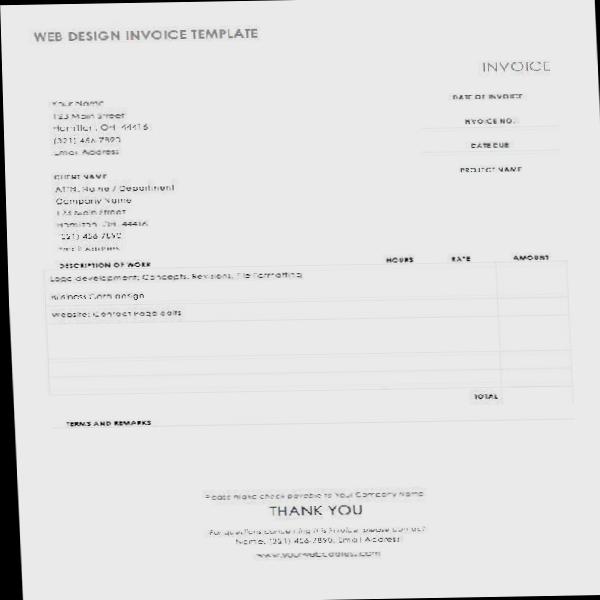 WEB DESIGN INVOICE TEMPLATE
INVOICE
Your Name
123 Main Street
Hamilton, OH 44416
(321) 456-7890
Email Address
DATE OF INVOICE
INVOICE NO.
DATE DUE
PROJECT NAME
CLIENT NAME
ATTN: Name / Department
Company Name
123 Main Street
Hamilton, OH 44416
(321) 456-7890
Email Address
DESCRIPTION OF WORK HOURS RATE AMOUNT
Logo development: Concepts, Revisions, File Formatting
Business Card design
Website: Contact Page edits
TOTAL
TERMS AND REMARKS
Please make check payable to Your Company Name.
THANK YOU
For questions concerning this invoice, please contact
Name, (321) 456-7890, Email Address
www.yourwebaddress.com